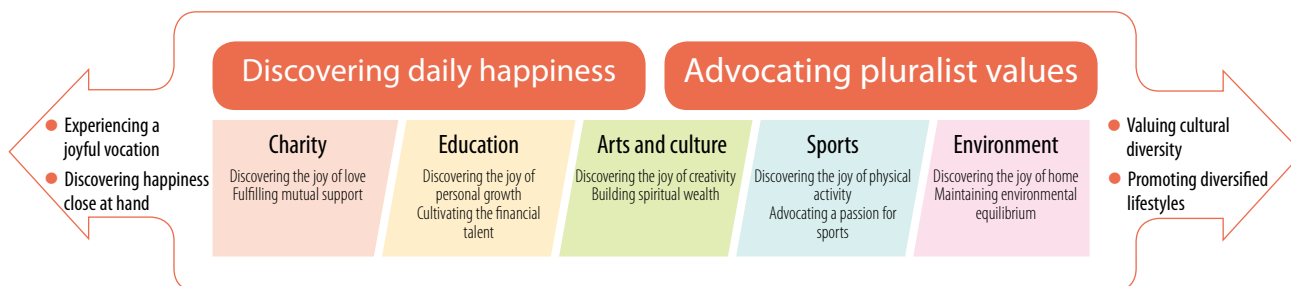 Discovering daily happiness
Advocating pluralist values
● Experiencing a
joyful vocation
● Discovering happiness
close at hand
Charity
Discovering the joy of love
Fulfilling mutual support
Education
Discovering the joy of
personal growth
Cultivating the financial
talent
Arts and culture
Discovering the joy of creativity
Building spiritual wealth
Sports
Discovering the joy of physical
activity
Advocating a passion for
sports
Environment
Discovering the joy of home
Maintaining environmental
equilibrium
● Valuing cultural
diversity
● Promoting diversified
lifestyles